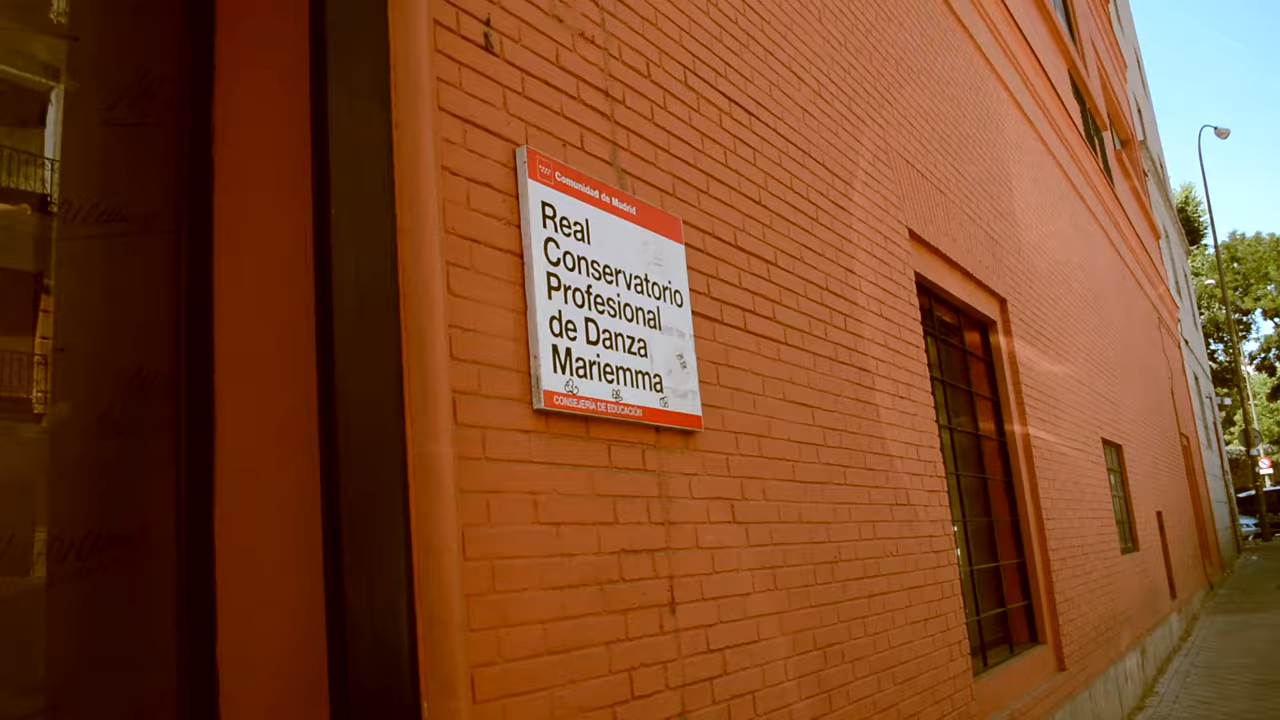 Comunidad de Madrid
Real
Conservatorio
Profesional
de Danza
Mariemma
CONSEJERÍA DE EDUCACIÓN